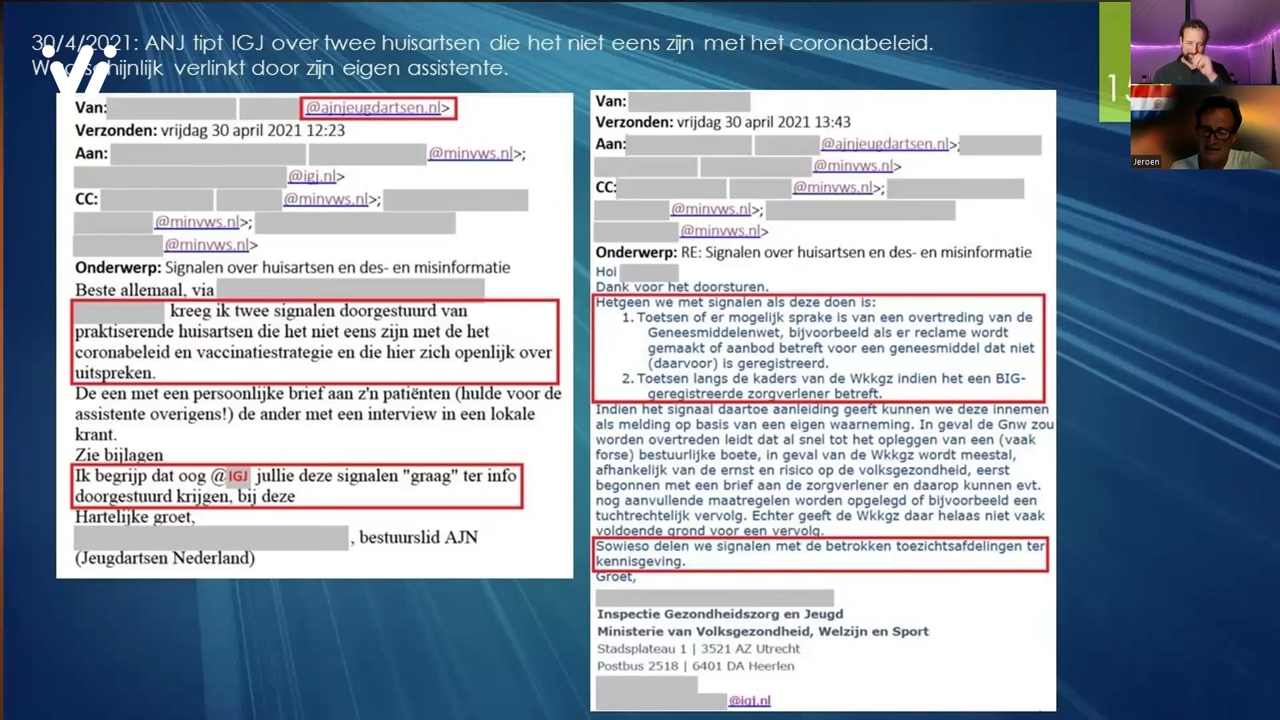 30/4/2021: ANJ tipt IGJ over twee huisartsen die het niet eens zijn met het coronabeleid.
verlinkt door zijn eigen assistente.
Van: @ajnjeugdartsen.nl>
Verzonden: vrijdag 30 april 2021 12:23
Aan: @minvws.nl>;
@igj.nl>
CC: @minvws.nl>;
@minvws.nl>;
@minvws.nl>
Onderwerp: Signalen over huisartsen en des- en misinformatie
Beste allemaal, via
kreeg ik twee signalen doorgestuurd van
praktiserende huisartsen die het niet eens zijn met de het
coronabeleid en vaccinatiestrategie en die hier zich openlijk over
uitspreken.
De een met een persoonlijke brief aan z'n patiënten (hulde voor de
assistente overigens!) de ander met een interview in een lokale
krant.
Zie bijlagen
Ik begrijp dat oog @IGJ jullie deze signalen "graag" ter info
doorgestuurd krijgen, bij deze
Hartelijke groet,
, bestuurslid AJN
(Jeugdartsen Nederland)
Van:
Verzonden: vrijdag 30 april 2021 13:43
Aan: @ajnjeugdartsen.nl>;
@minvws.nl>
CC: @minvws.nl>;
@minvws.nl>;
@minvws.nl>
Onderwerp: RE: Signalen over huisartsen en des- en misinformatie
Hoi
Dank voor het doorsturen.
Hetgeen we met signalen als deze doen is:
1. Toetsen of er mogelijk sprake is van een overtreding van de
Geneesmiddelenwet, bijvoorbeeld als er reclame wordt
gemaakt of aanbod betreft voor een geneesmiddel dat niet
(daarvoor) is geregistreerd.
2. Toetsen langs de kaders van de Wkkgz indien het een BIG-
geregistreerde zorgverlener betreft.
Indien het signaal daartoe aanleiding geeft kunnen we deze innemen
als melding op basis van een eigen waarneming. In geval de Gnw zou
worden overtreden leidt dat al snel tot het opleggen van een (vaak
forse) bestuurlijke boete, in geval van de Wkkgz wordt meestal,
afhankelijk van de ernst en risico op de volksgezondheid, eerst
begonnen met een brief aan de zorgverlener en daarop kunnen evt.
nog aanvullende maatregelen worden opgelegd of bijvoorbeeld een
tuchtrechtelijk vervolg. Echter geeft de Wkkgz daar helaas niet vaak
voldoende grond voor een vervolg.
Sowieso delen we signalen met de betrokken toezichtsafdelingen ter
kennisgeving.
Groet,
Inspectie Gezondheidszorg en Jeugd
Ministerie van Volksgezondheid, Welzijn en Sport
Stadsplateau 1 | 3521 AZ Utrecht
Postbus 2518 | 6401 DA Heerlen
@igj.nl
Jeroen